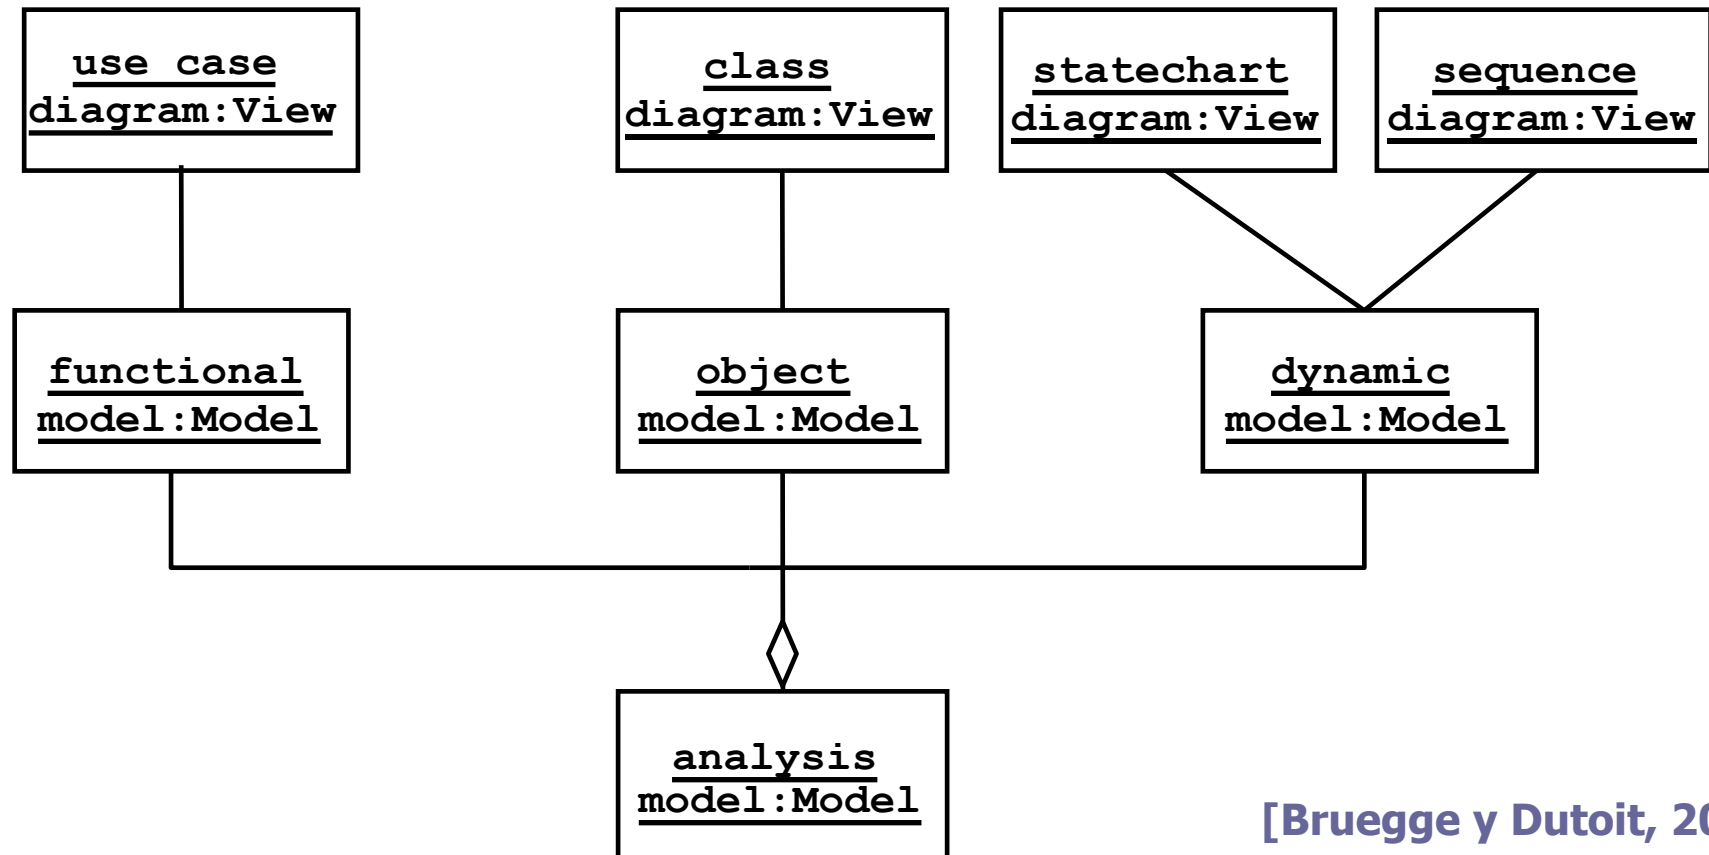 use case
diagram:View
class
diagram:View
statechart
diagram:View
sequence
diagram:View
functional
model:Model
object
model:Model
dynamic
model:Model
analysis
model:Model
[Bruegge y Dutoit,